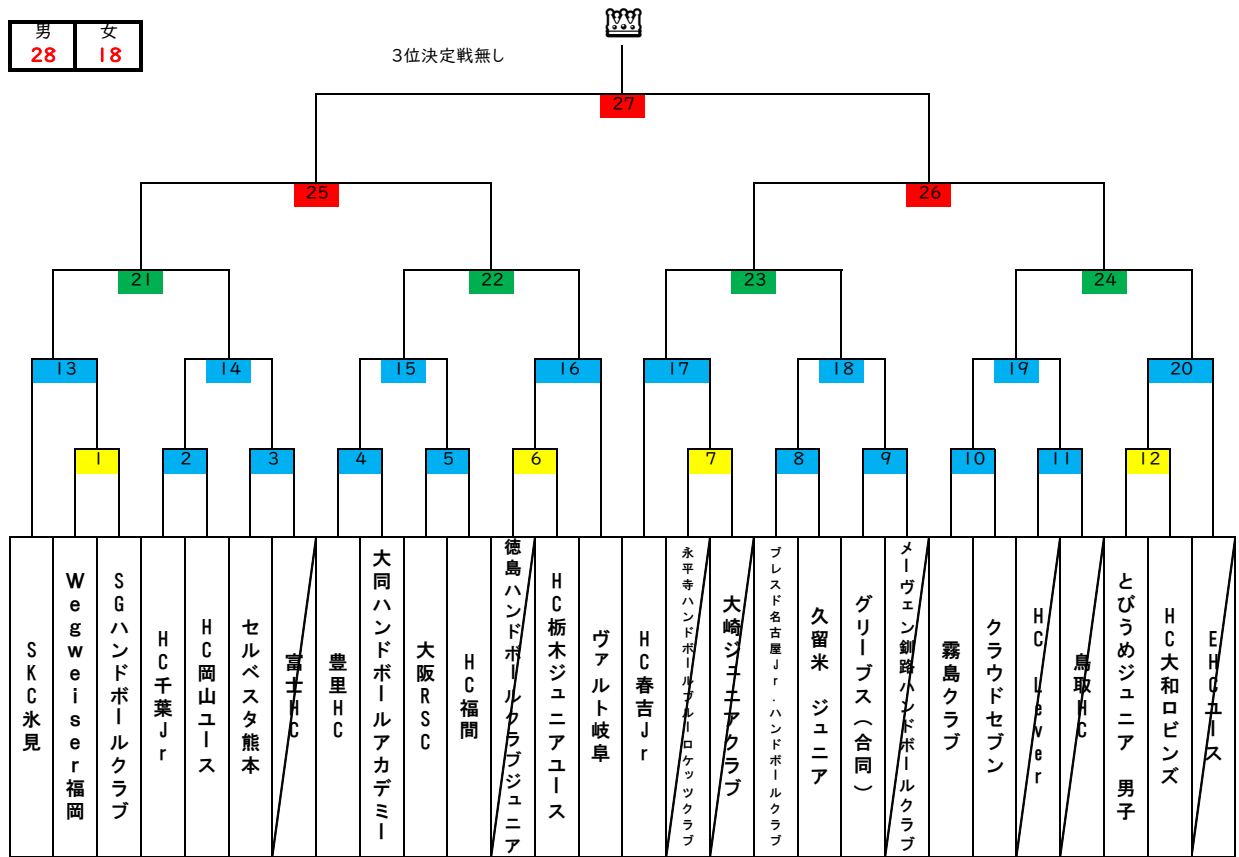 男 女
28 18
3位決定戦無し
27
25 26
21 22 23 24
13 14 15 16 17 18 19 20
1 2 3 4 5 6 7 8 9 10 11 12
SKC氷見
Wegweiser福岡
SGハンドボールクラブ
HC千葉Jr
HC岡山ユース
セルベスタ熊本
富士HC
豊里HC
大同ハンドボールアカデミー
大阪RSC
HC福間
徳島ハンドボールクラブジュニア
HC栃木ジュニアユース
ヴァルト岐阜
HC春吉Jr
永平寺ハンドボールブルーロケッツクラブ
大崎ジュニアクラブ
ブレスド名古屋Jr.ハンドボールクラブ
久留米 ジュニア
グリーブス(合同)
メーヴェン釧路ハンドボールクラブ
霧島クラブ
クラウドセブン
HC Lever
鳥取HC
とびうめジュニア 男子
HC大和ロビンズ
EHCユース